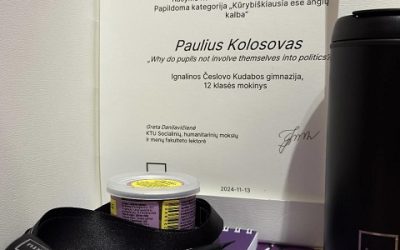 Papildoma kategorija „Kūrybiškiausia esė anglų
kalba“
Paulius Kolosovas
„Why do pupils not involve themselves into politics?
Ignalinos Česlovo Kudabos gimnazija,
12 klasės mokinys
Greta Danilavičienė
KTU Socialinių, humanitarinių mokslų
ir menų fakulteto lektorė
2024-11-13